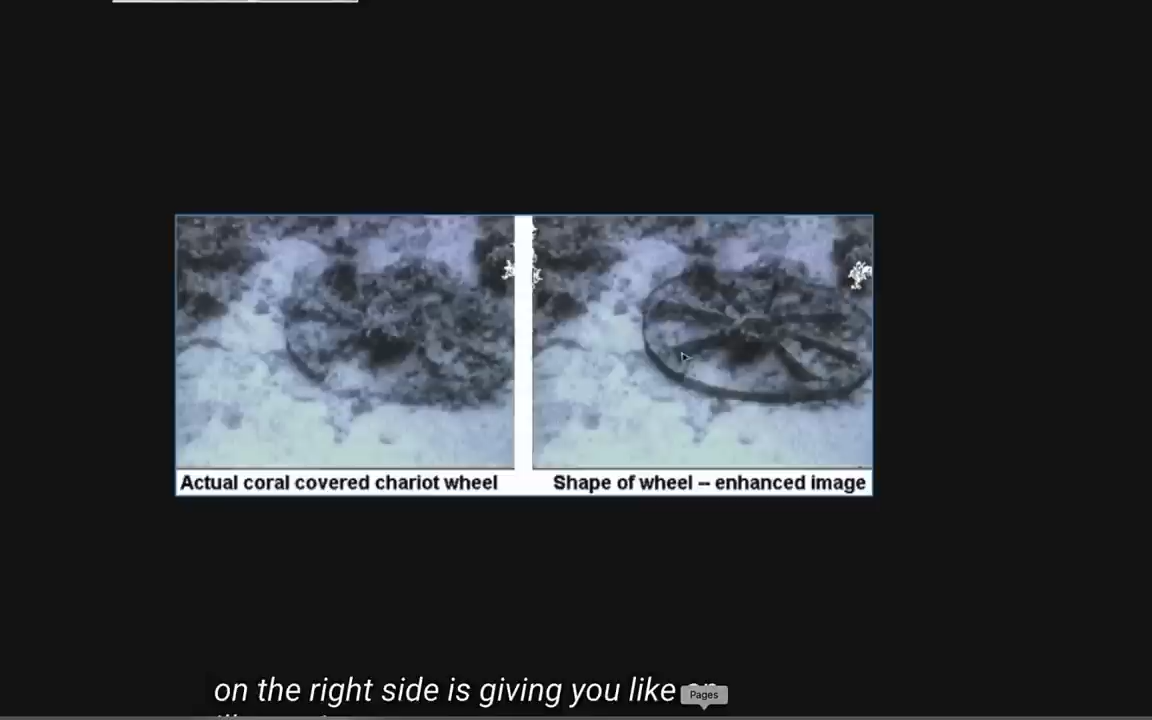 Actual coral covered chariot wheel
Shape of wheel -- enhanced image
on the right side is giving you like
Pages